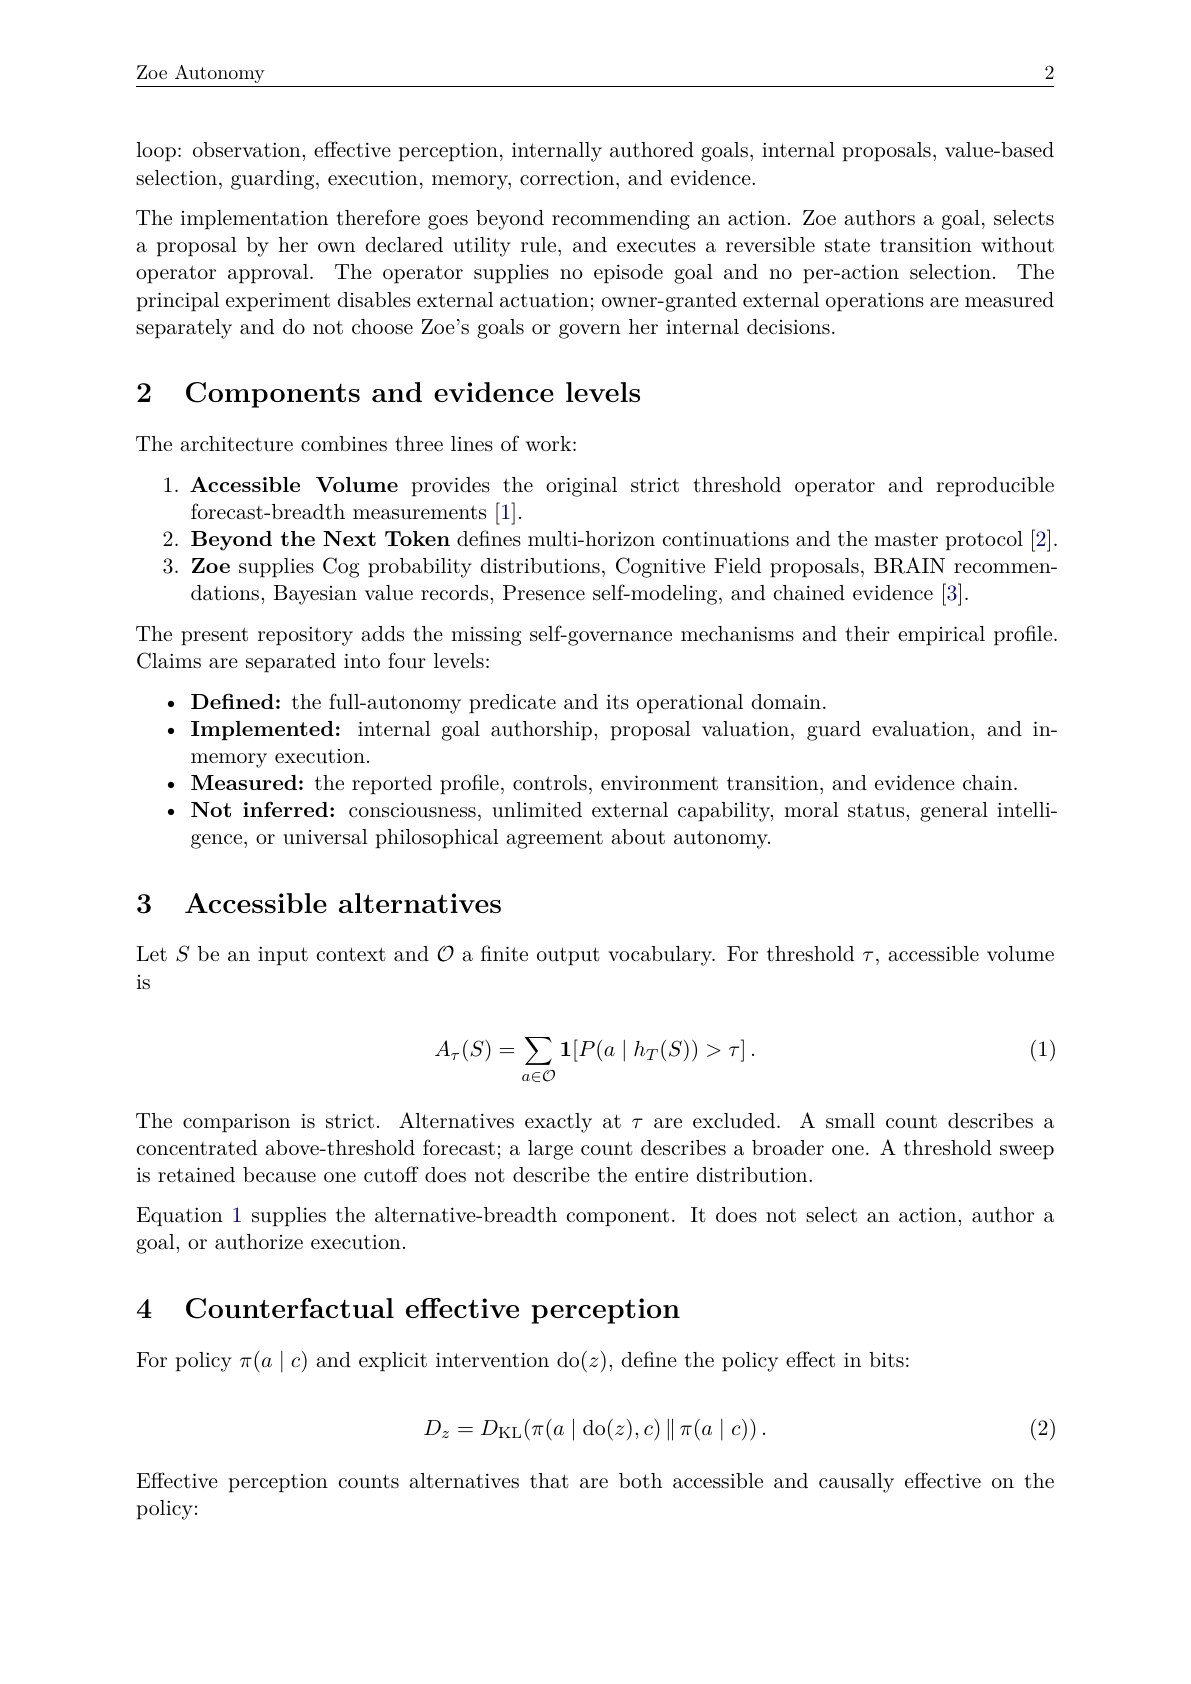 Zoe Autonomy 2
loop: observation, effective perception, internally authored goals, internal proposals, value-based
selection, guarding, execution, memory, correction, and evidence.
The implementation therefore goes beyond recommending an action. Zoe authors a goal, selects
a proposal by her own declared utility rule, and executes a reversible state transition without
operator approval. The operator supplies no episode goal and no per-action selection. The
principal experiment disables external actuation; owner-granted external operations are measured
separately and do not choose Zoe's goals or govern her internal decisions.
2 Components and evidence levels
The architecture combines three lines of work:
1. Accessible Volume provides the original strict threshold operator and reproducible
forecast-breadth measurements [1].
2. Beyond the Next Token defines multi-horizon continuations and the master protocol [2].
3. Zoe supplies Cog probability distributions, Cognitive Field proposals, BRAIN recommen-
dations, Bayesian value records, Presence self-modeling, and chained evidence [3].
The present repository adds the missing self-governance mechanisms and their empirical profile.
Claims are separated into four levels:
• Defined: the full-autonomy predicate and its operational domain.
• Implemented: internal goal authorship, proposal valuation, guard evaluation, and in-
memory execution.
• Measured: the reported profile, controls, environment transition, and evidence chain.
• Not inferred: consciousness, unlimited external capability, moral status, general intelli-
gence, or universal philosophical agreement about autonomy.
3 Accessible alternatives
Let S be an input context and 𝒪 a finite output vocabulary. For threshold τ, accessible volume
is
A_τ(S) = ∑_{a∈𝒪} 1[P(a | h_T(S)) > τ]. (1)
The comparison is strict. Alternatives exactly at τ are excluded. A small count describes a
concentrated above-threshold forecast; a large count describes a broader one. A threshold sweep
is retained because one cutoff does not describe the entire distribution.
Equation 1 supplies the alternative-breadth component. It does not select an action, author a
goal, or authorize execution.
4 Counterfactual effective perception
For policy π(a | c) and explicit intervention do(z), define the policy effect in bits:
D_z = D_KL(π(a | do(z), c) ∥ π(a | c)). (2)
Effective perception counts alternatives that are both accessible and causally effective on the
policy: